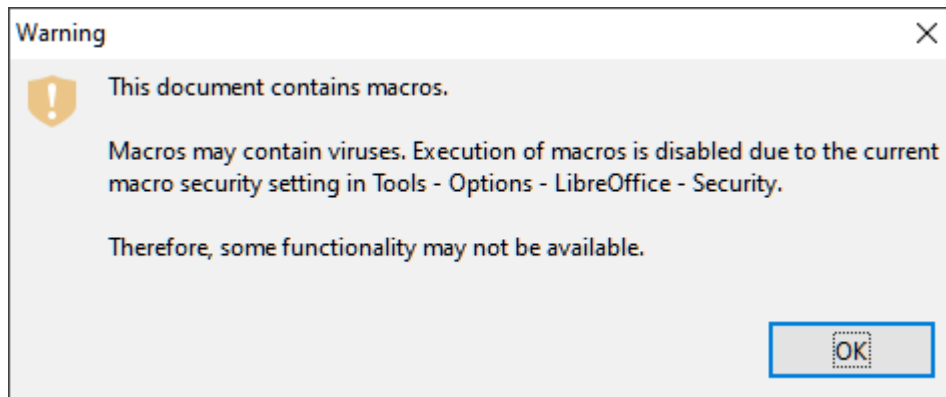 Warning
This document contains macros.
Macros may contain viruses. Execution of macros is disabled due to the current
macro security setting in Tools - Options - LibreOffice - Security.
Therefore, some functionality may not be available.
OK